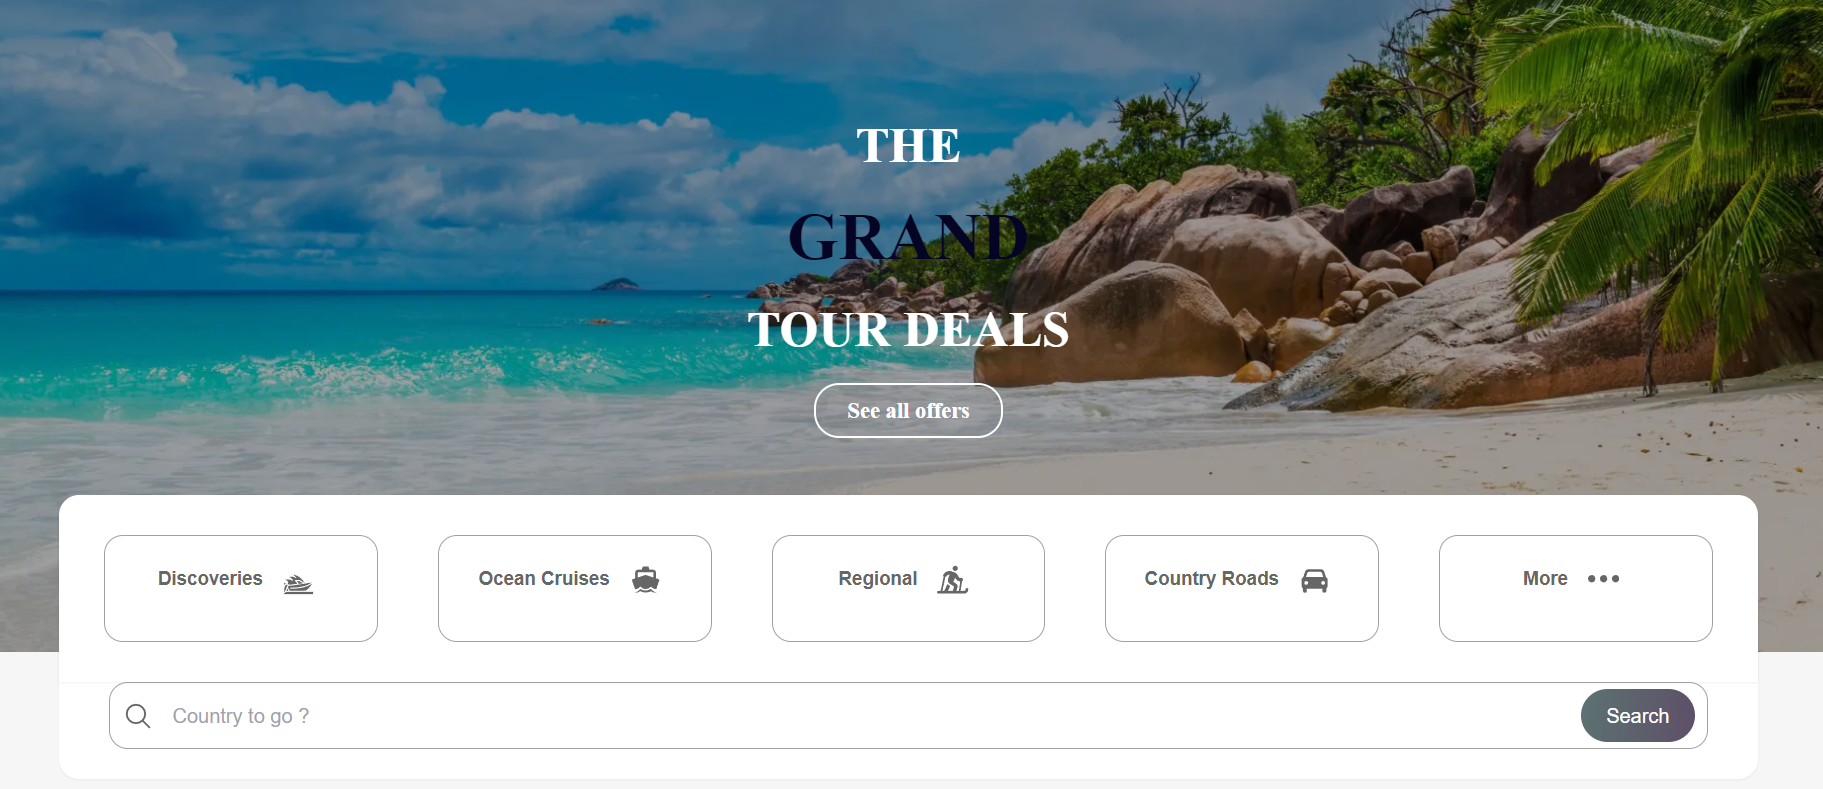 THE
GRAND
TOUR DEALS
See all offers
Discoveries
Ocean Cruises
Regional
Country Roads
More
Country to go ?
Search